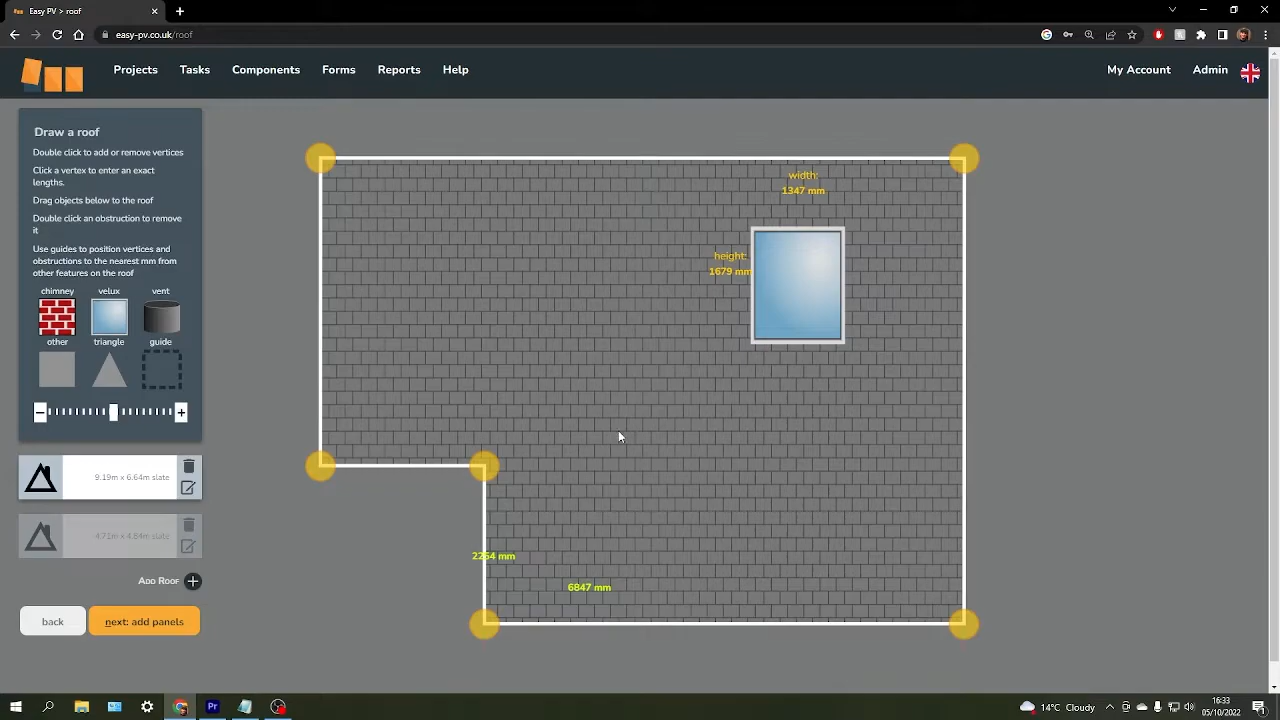 Easy PV > roof
easy-pv.co.uk/roof
Projects
Tasks
Components
Forms
Reports
Help
My Account
Admin
Draw a roof
Double click to add or remove vertices
Click a vertex to enter an exact
lengths.
Drag objects below to the roof
Double click an obstruction to remove
it
Use guides to position vertices and
obstructions to the nearest mm from
other features on the roof
chimney
velux
vent
other
triangle
guide
9.19m x 6.64m slate
4.71m x 4.84m slate
ADD ROOF
back
next: add panels
width:
1347 mm
height:
1679 mm
2254 mm
6847 mm
14°C Cloudy
16:33
05/10/2022